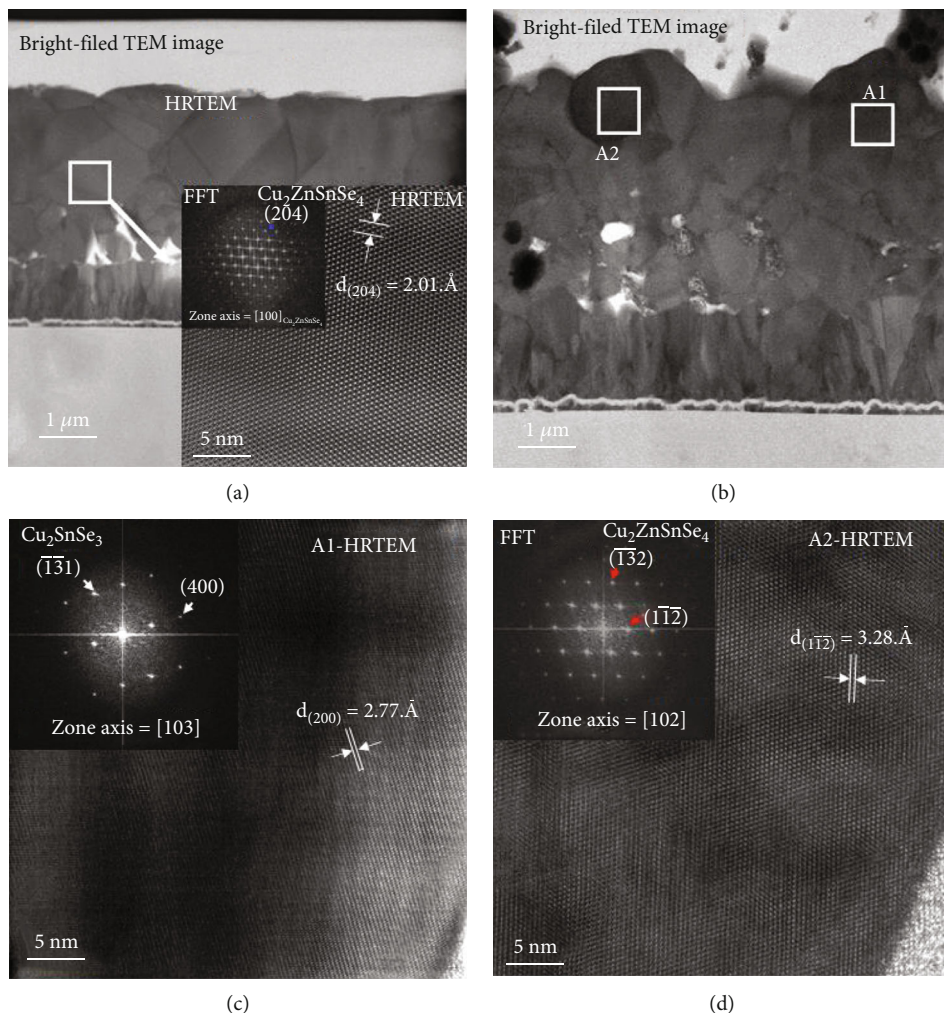 Bright-filed TEM image
HRTEM
FFT
Cu₂ZnSnSe₄
(204)
HRTEM
d₍₂₀₄₎ = 2.01.Å
Zone axis = [100]Cu₂ZnSnSe₄
1 μm
5 nm
(a)
Bright-filed TEM image
A1
A2
1 μm
(b)
Cu₂SnSe₃
(1̅3̅1)
(400)
A1-HRTEM
Zone axis = [103]
d₍₂₀₀₎ = 2.77.Å
5 nm
(c)
FFT
Cu₂ZnSnSe₄
(1̅3̅2)
(11̅2̅)
A2-HRTEM
d(11̅2̅) = 3.28.Å
Zone axis = [102]
5 nm
(d)